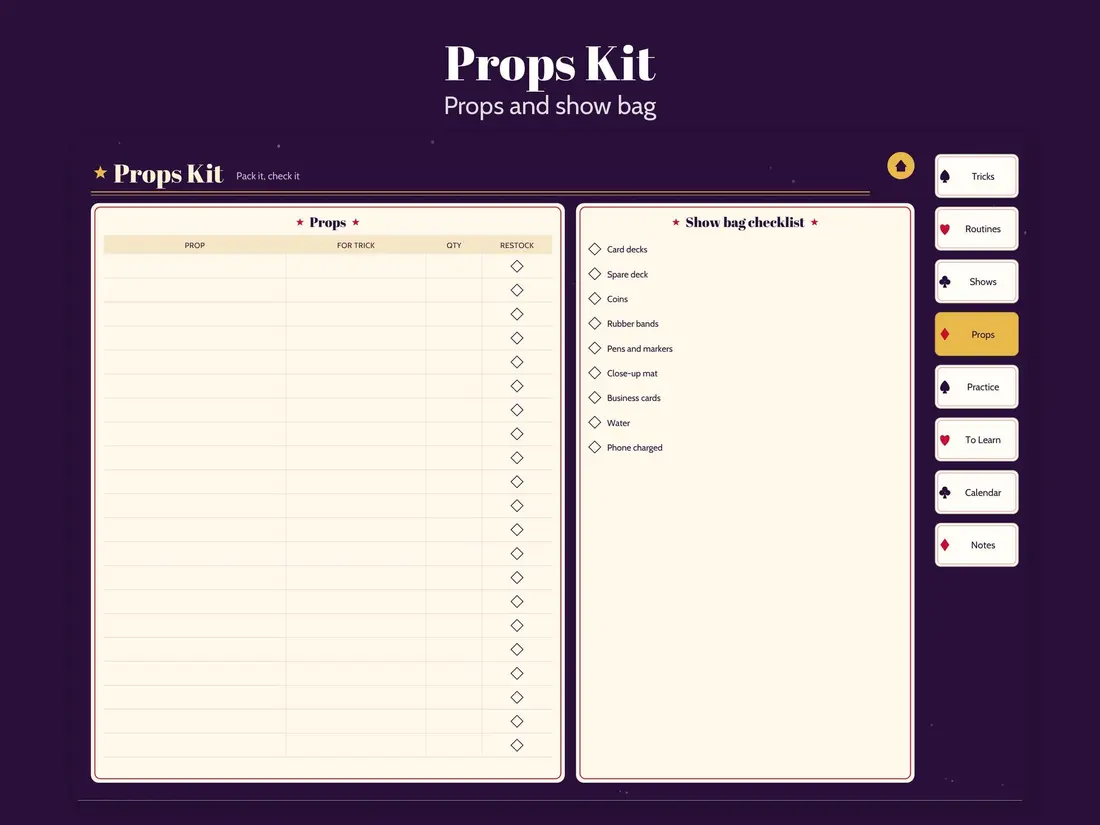 Props Kit
Props and show bag
Props Kit
Pack it, check it
Props
PROP
FOR TRICK
QTY
RESTOCK
Show bag checklist
Card decks
Spare deck
Coins
Rubber bands
Pens and markers
Close-up mat
Business cards
Water
Phone charged
Tricks
Routines
Shows
Props
Practice
To Learn
Calendar
Notes